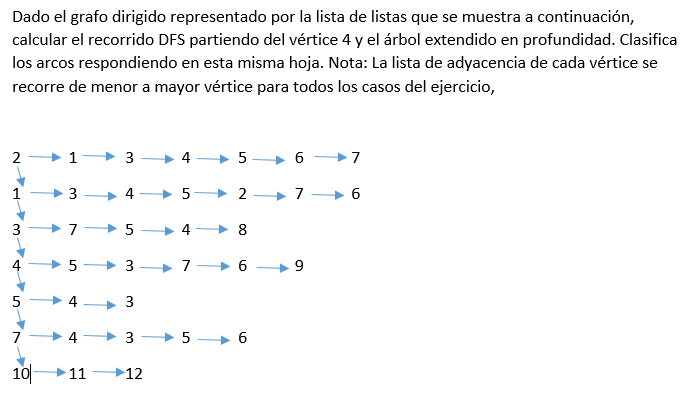 Dado el grafo dirigido representado por la lista de listas que se muestra a continuación,
calcular el recorrido DFS partiendo del vértice 4 y el árbol extendido en profundidad. Clasifica
los arcos respondiendo en esta misma hoja. Nota: La lista de adyacencia de cada vértice se
recorre de menor a mayor vértice para todos los casos del ejercicio,
2 1 3 4 5 6 7
1 3 4 5 2 7 6
3 7 5 4 8
4 5 3 7 6 9
5 4 3
7 4 3 5 6
10 11 12